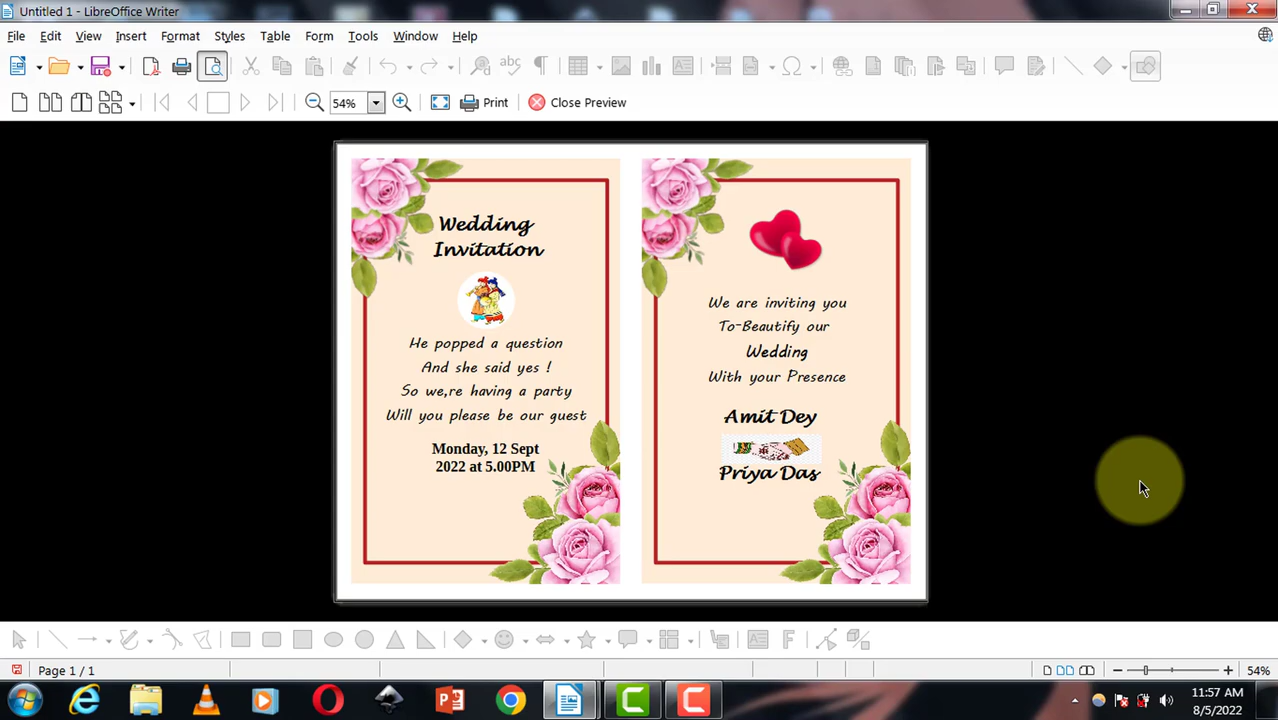 Untitled 1 - LibreOffice Writer
File Edit View Insert Format Styles Table Form Tools Window Help
54% Print Close Preview
Wedding
Invitation
He popped a question
And she said yes !
So we,re having a party
Will you please be our guest
Monday, 12 Sept
2022 at 5.00PM
We are inviting you
To-Beautify our
Wedding
With your Presence
Amit Dey
Priya Das
Page 1 / 1
54%
11:57 AM
8/5/2022